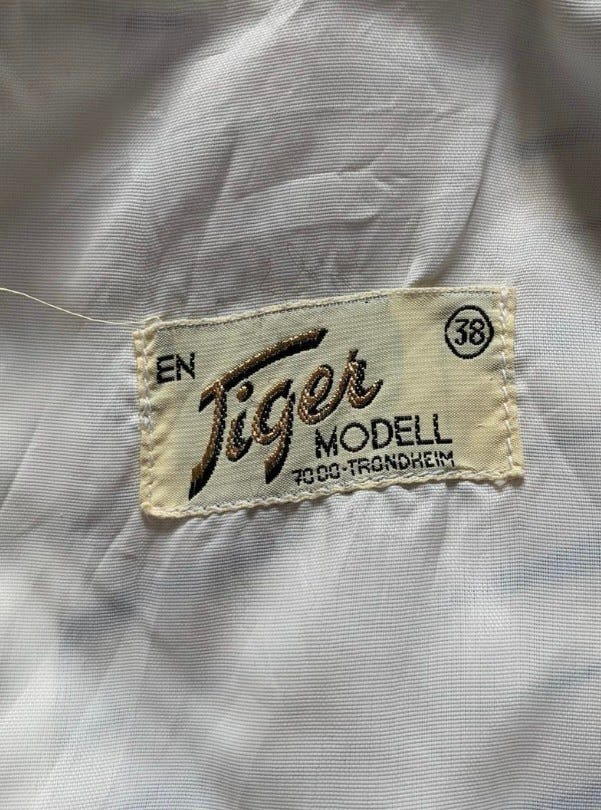 EN
38
Tiger
MODELL
7000-TRONDHEIM